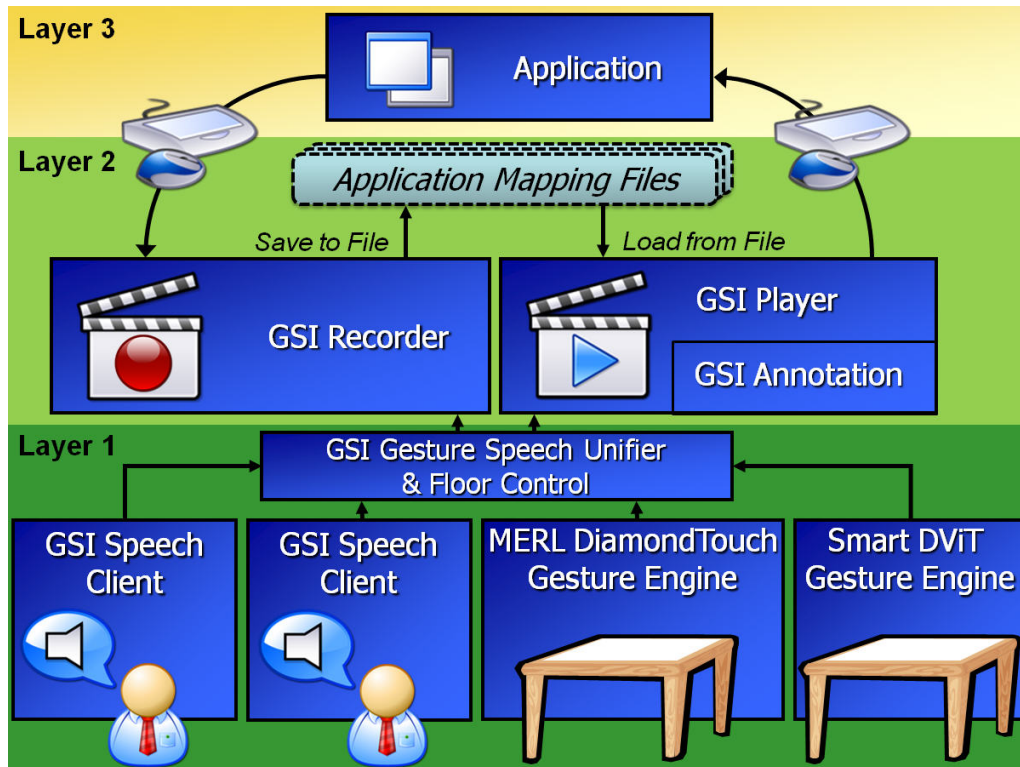 Layer 3
Application
Layer 2
Application Mapping Files
Save to File
Load from File
GSI Recorder
GSI Player
GSI Annotation
Layer 1
GSI Gesture Speech Unifier
& Floor Control
GSI Speech
Client
GSI Speech
Client
MERL DiamondTouch
Gesture Engine
Smart DViT
Gesture Engine